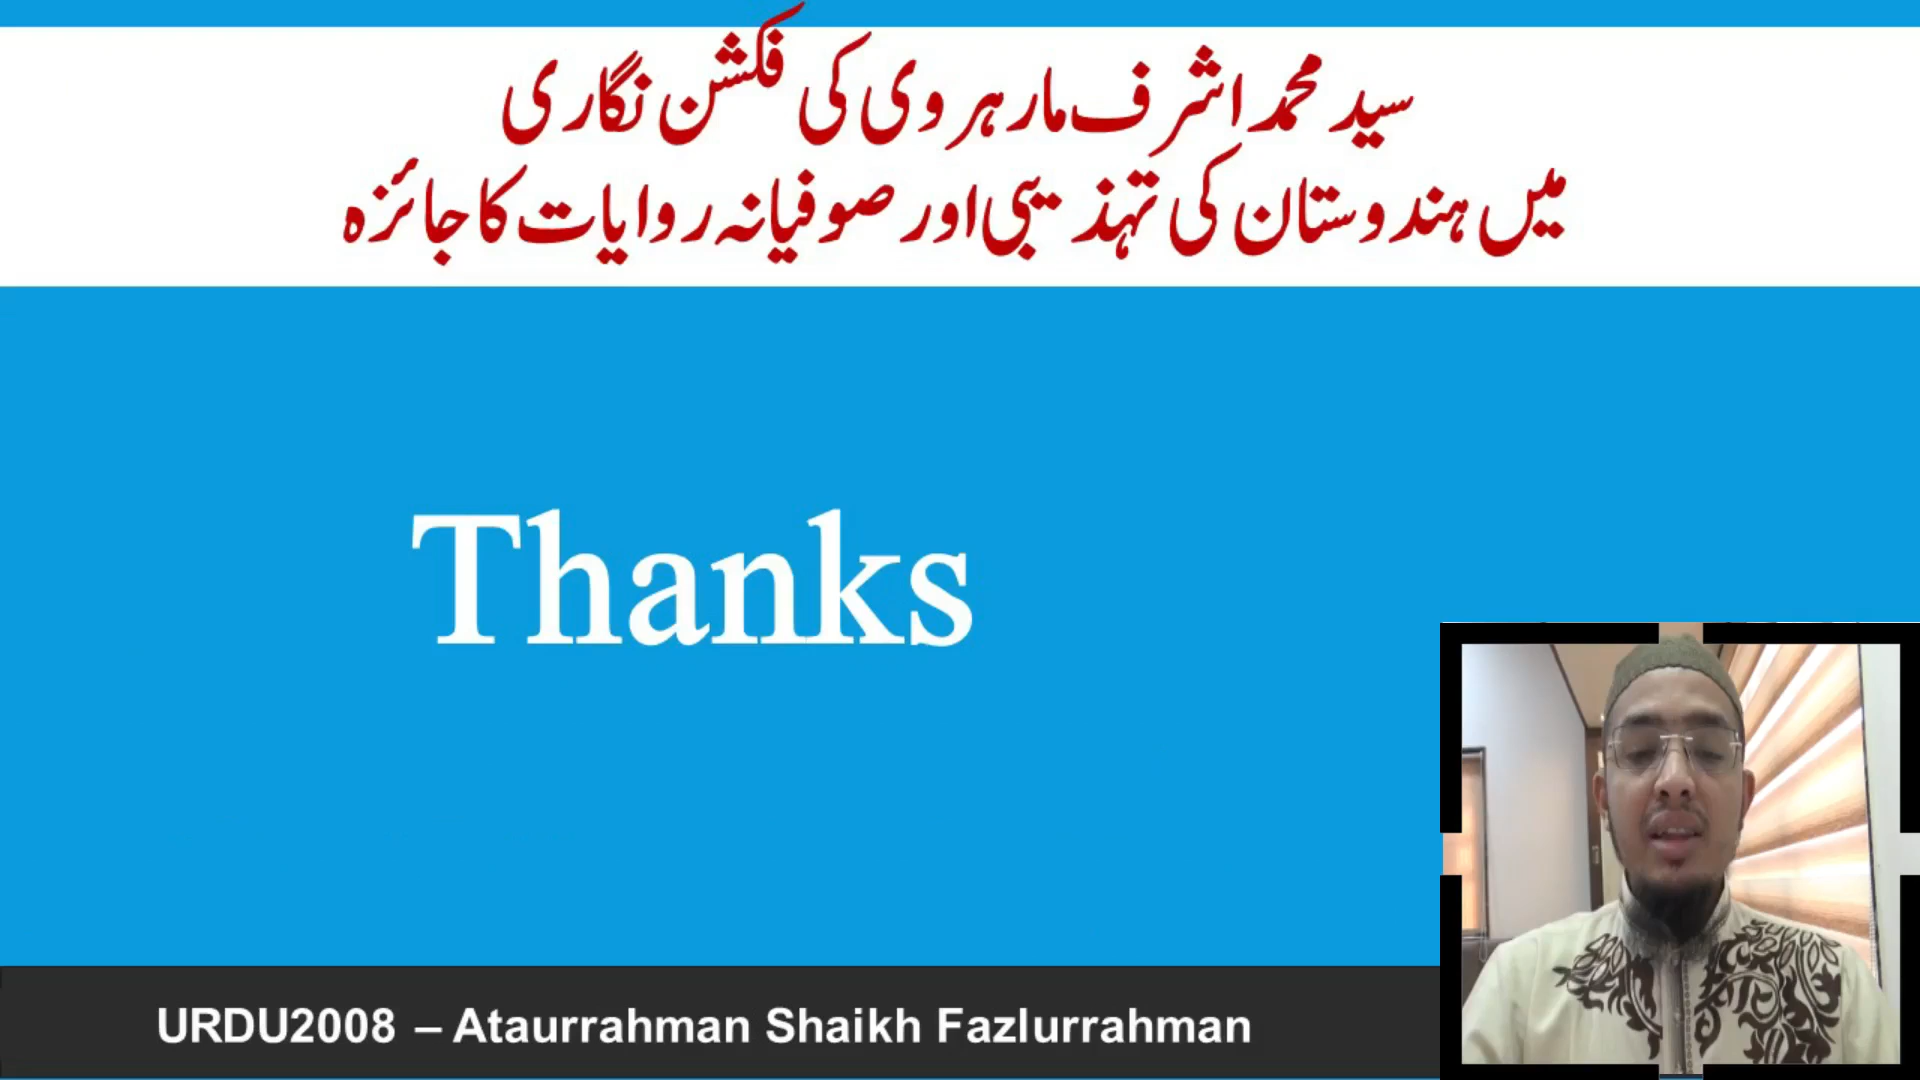 سید محمد اشرف مارہروی کی فکشن نگاری
میں ہندوستان کی تہذیبی اور صوفیانہ روایات کا جائزہ
Thanks
URDU2008 – Ataurrahman Shaikh Fazlurrahman